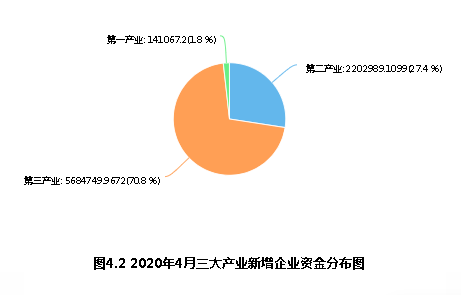 第一产业: 141067.2(1.8 %)
第二产业: 2202989.1099(27.4 %)
第三产业: 5684749.9672(70.8 %)
图4.2 2020年4月三大产业新增企业资金分布图